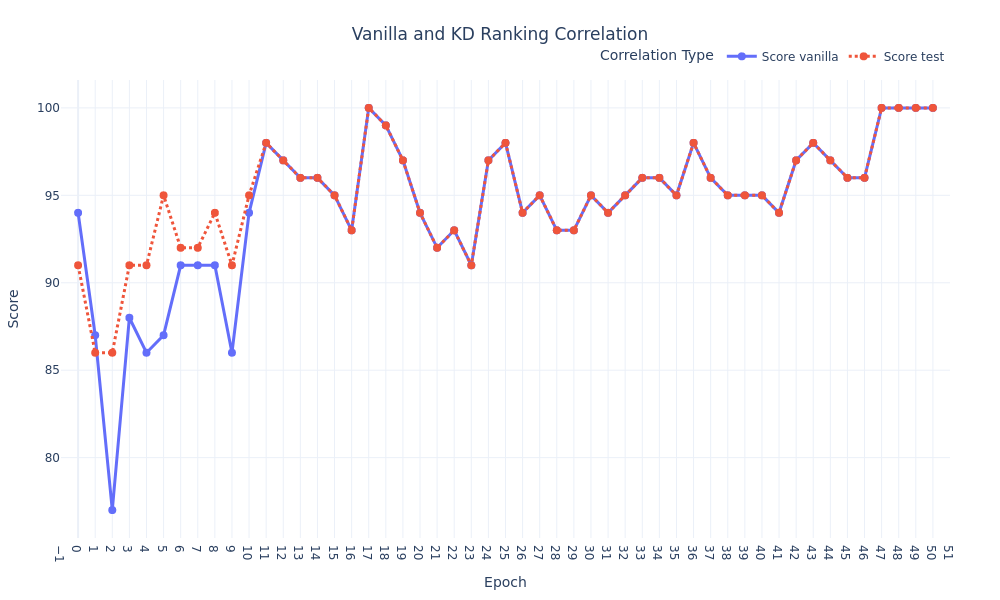 Vanilla and KD Ranking Correlation
Correlation Type Score vanilla Score test
100
95
90
85
80
Score
−1 0 1 2 3 4 5 6 7 8 9 10 11 12 13 14 15 16 17 18 19 20 21 22 23 24 25 26 27 28 29 30 31 32 33 34 35 36 37 38 39 40 41 42 43 44 45 46 47 48 49 50 51
Epoch